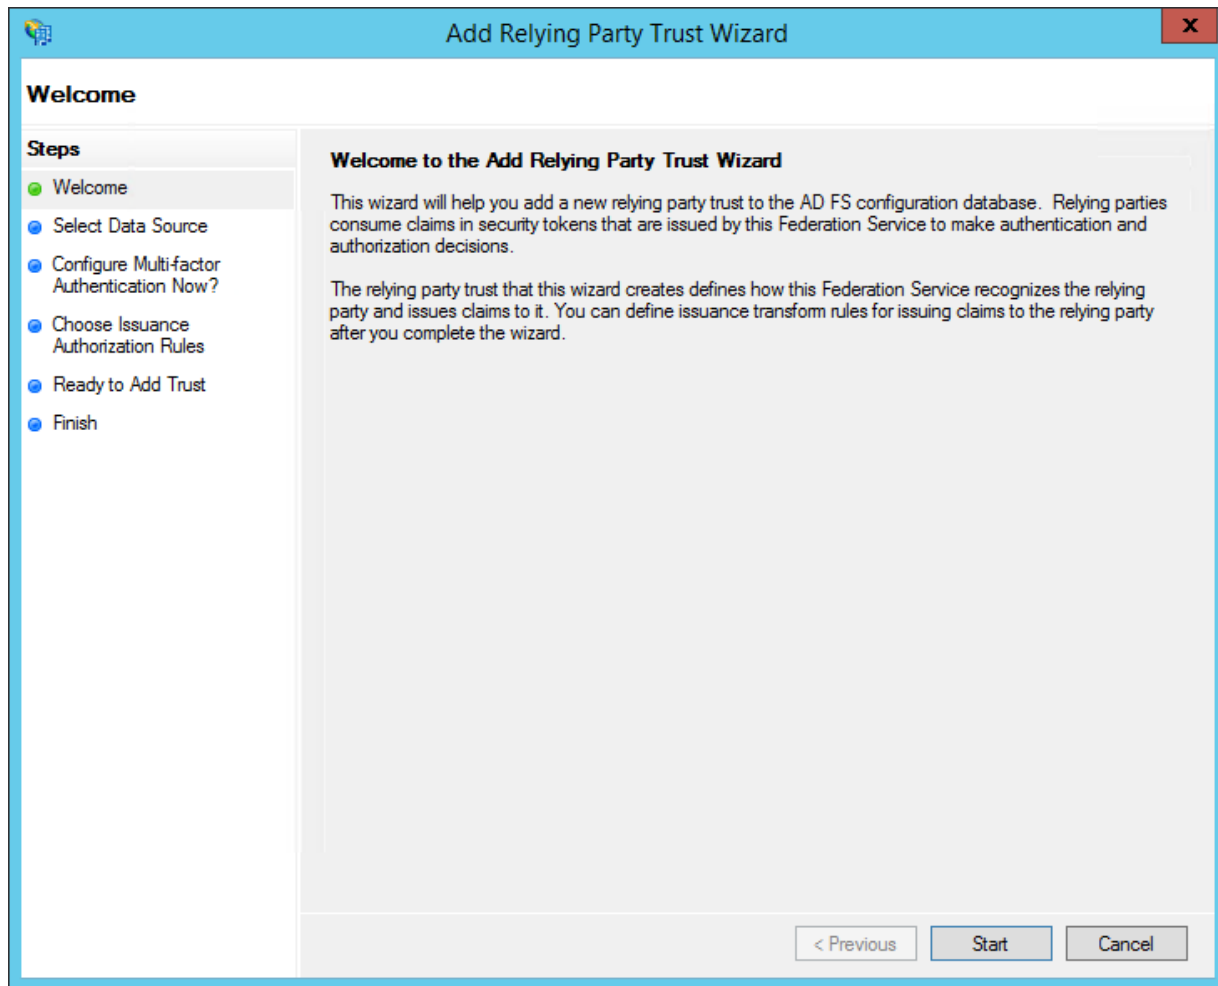 Add Relying Party Trust Wizard
X
Welcome
Steps
Welcome
Select Data Source
Configure Multi-factor
Authentication Now?
Choose Issuance
Authorization Rules
Ready to Add Trust
Finish
Welcome to the Add Relying Party Trust Wizard
This wizard will help you add a new relying party trust to the AD FS configuration database.  Relying parties
consume claims in security tokens that are issued by this Federation Service to make authentication and
authorization decisions.
The relying party trust that this wizard creates defines how this Federation Service recognizes the relying
party and issues claims to it. You can define issuance transform rules for issuing claims to the relying party
after you complete the wizard.
< Previous
Start
Cancel